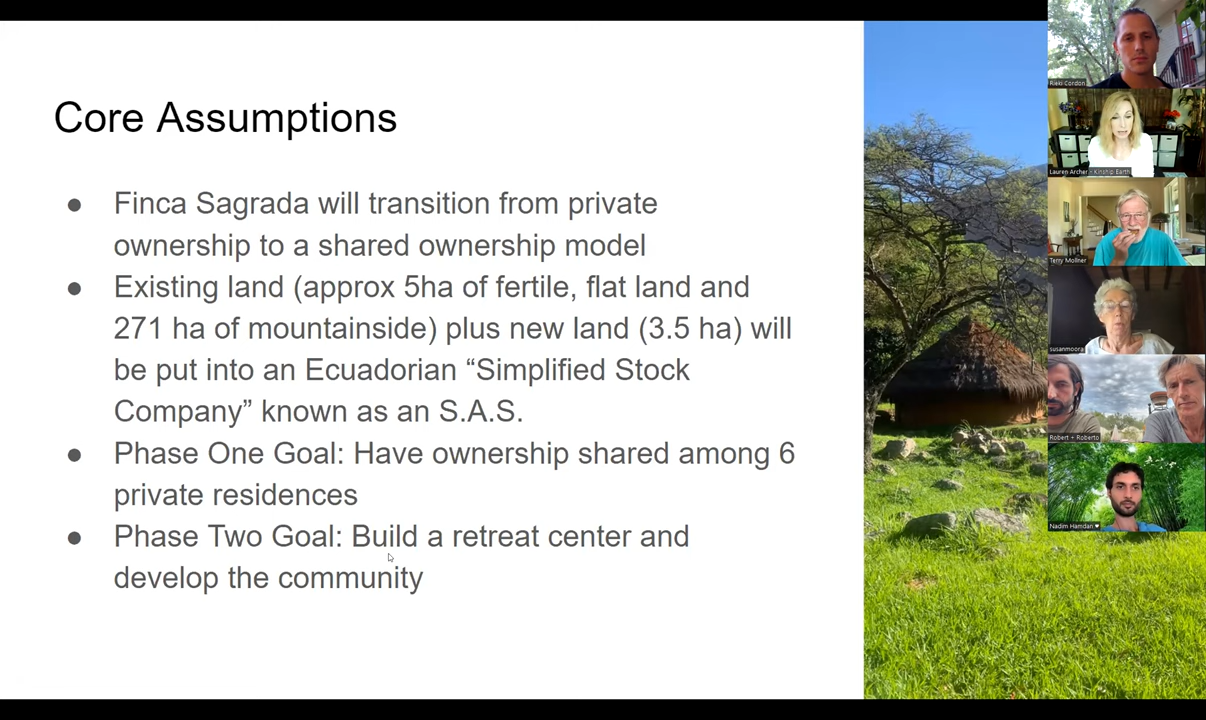 Core Assumptions
● Finca Sagrada will transition from private
ownership to a shared ownership model
● Existing land (approx 5ha of fertile, flat land and
271 ha of mountainside) plus new land (3.5 ha) will
be put into an Ecuadorian “Simplified Stock
Company” known as an S.A.S.
● Phase One Goal: Have ownership shared among 6
private residences
● Phase Two Goal: Build a retreat center and
develop the community
Rieki Cordon
Lauren Archer - Kinship Earth
Terry Mollner
susanmoora
Robert + Roberto
Nadim Hamdan ♥